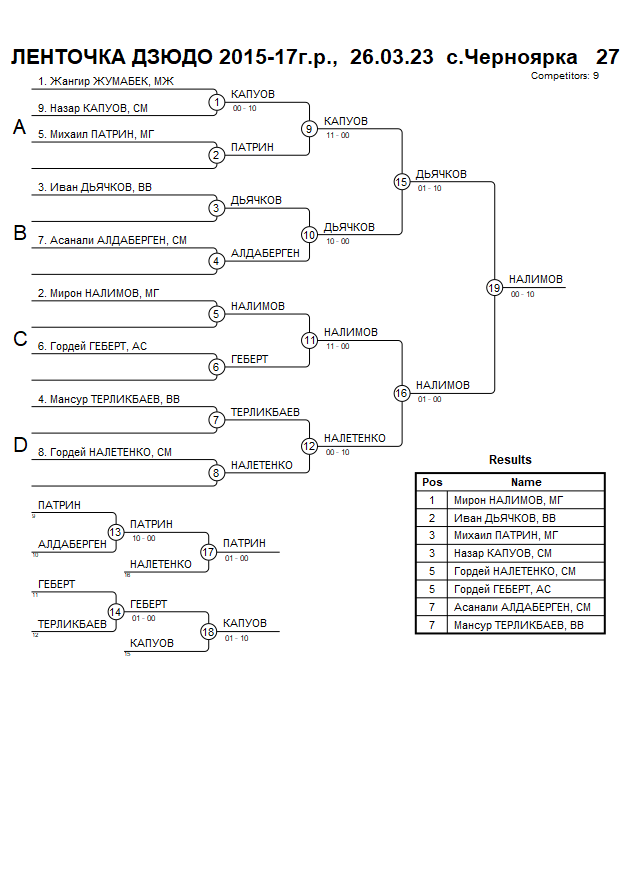 ЛЕНТОЧКА ДЗЮДО 2015-17г.р., 26.03.23 с.Черноярка 27
Competitors: 9
1. Жангир ЖУМАБЕК, МЖ
9. Назар КАПУОВ, СМ
1
КАПУОВ
00 - 10
A
5. Михаил ПАТРИН, МГ
2
ПАТРИН
9
КАПУОВ
11 - 00
3. Иван ДЬЯЧКОВ, ВВ
3
ДЬЯЧКОВ
B
7. Асанали АЛДАБЕРГЕН, СМ
4
АЛДАБЕРГЕН
10
ДЬЯЧКОВ
10 - 00
15
ДЬЯЧКОВ
01 - 10
2. Мирон НАЛИМОВ, МГ
5
НАЛИМОВ
C
6. Гордей ГЕБЕРТ, АС
6
ГЕБЕРТ
11
НАЛИМОВ
11 - 00
4. Мансур ТЕРЛИКБАЕВ, ВВ
7
ТЕРЛИКБАЕВ
D
8. Гордей НАЛЕТЕНКО, СМ
8
НАЛЕТЕНКО
12
НАЛЕТЕНКО
00 - 10
16
НАЛИМОВ
01 - 00
19
НАЛИМОВ
00 - 10
ПАТРИН
9
АЛДАБЕРГЕН
10
13
ПАТРИН
10 - 00
НАЛЕТЕНКО
16
17
ПАТРИН
01 - 00
ГЕБЕРТ
11
ТЕРЛИКБАЕВ
12
14
ГЕБЕРТ
01 - 00
КАПУОВ
15
18
КАПУОВ
01 - 10
Results
Pos Name
1 Мирон НАЛИМОВ, МГ
2 Иван ДЬЯЧКОВ, ВВ
3 Михаил ПАТРИН, МГ
3 Назар КАПУОВ, СМ
5 Гордей НАЛЕТЕНКО, СМ
5 Гордей ГЕБЕРТ, АС
7 Асанали АЛДАБЕРГЕН, СМ
7 Мансур ТЕРЛИКБАЕВ, ВВ